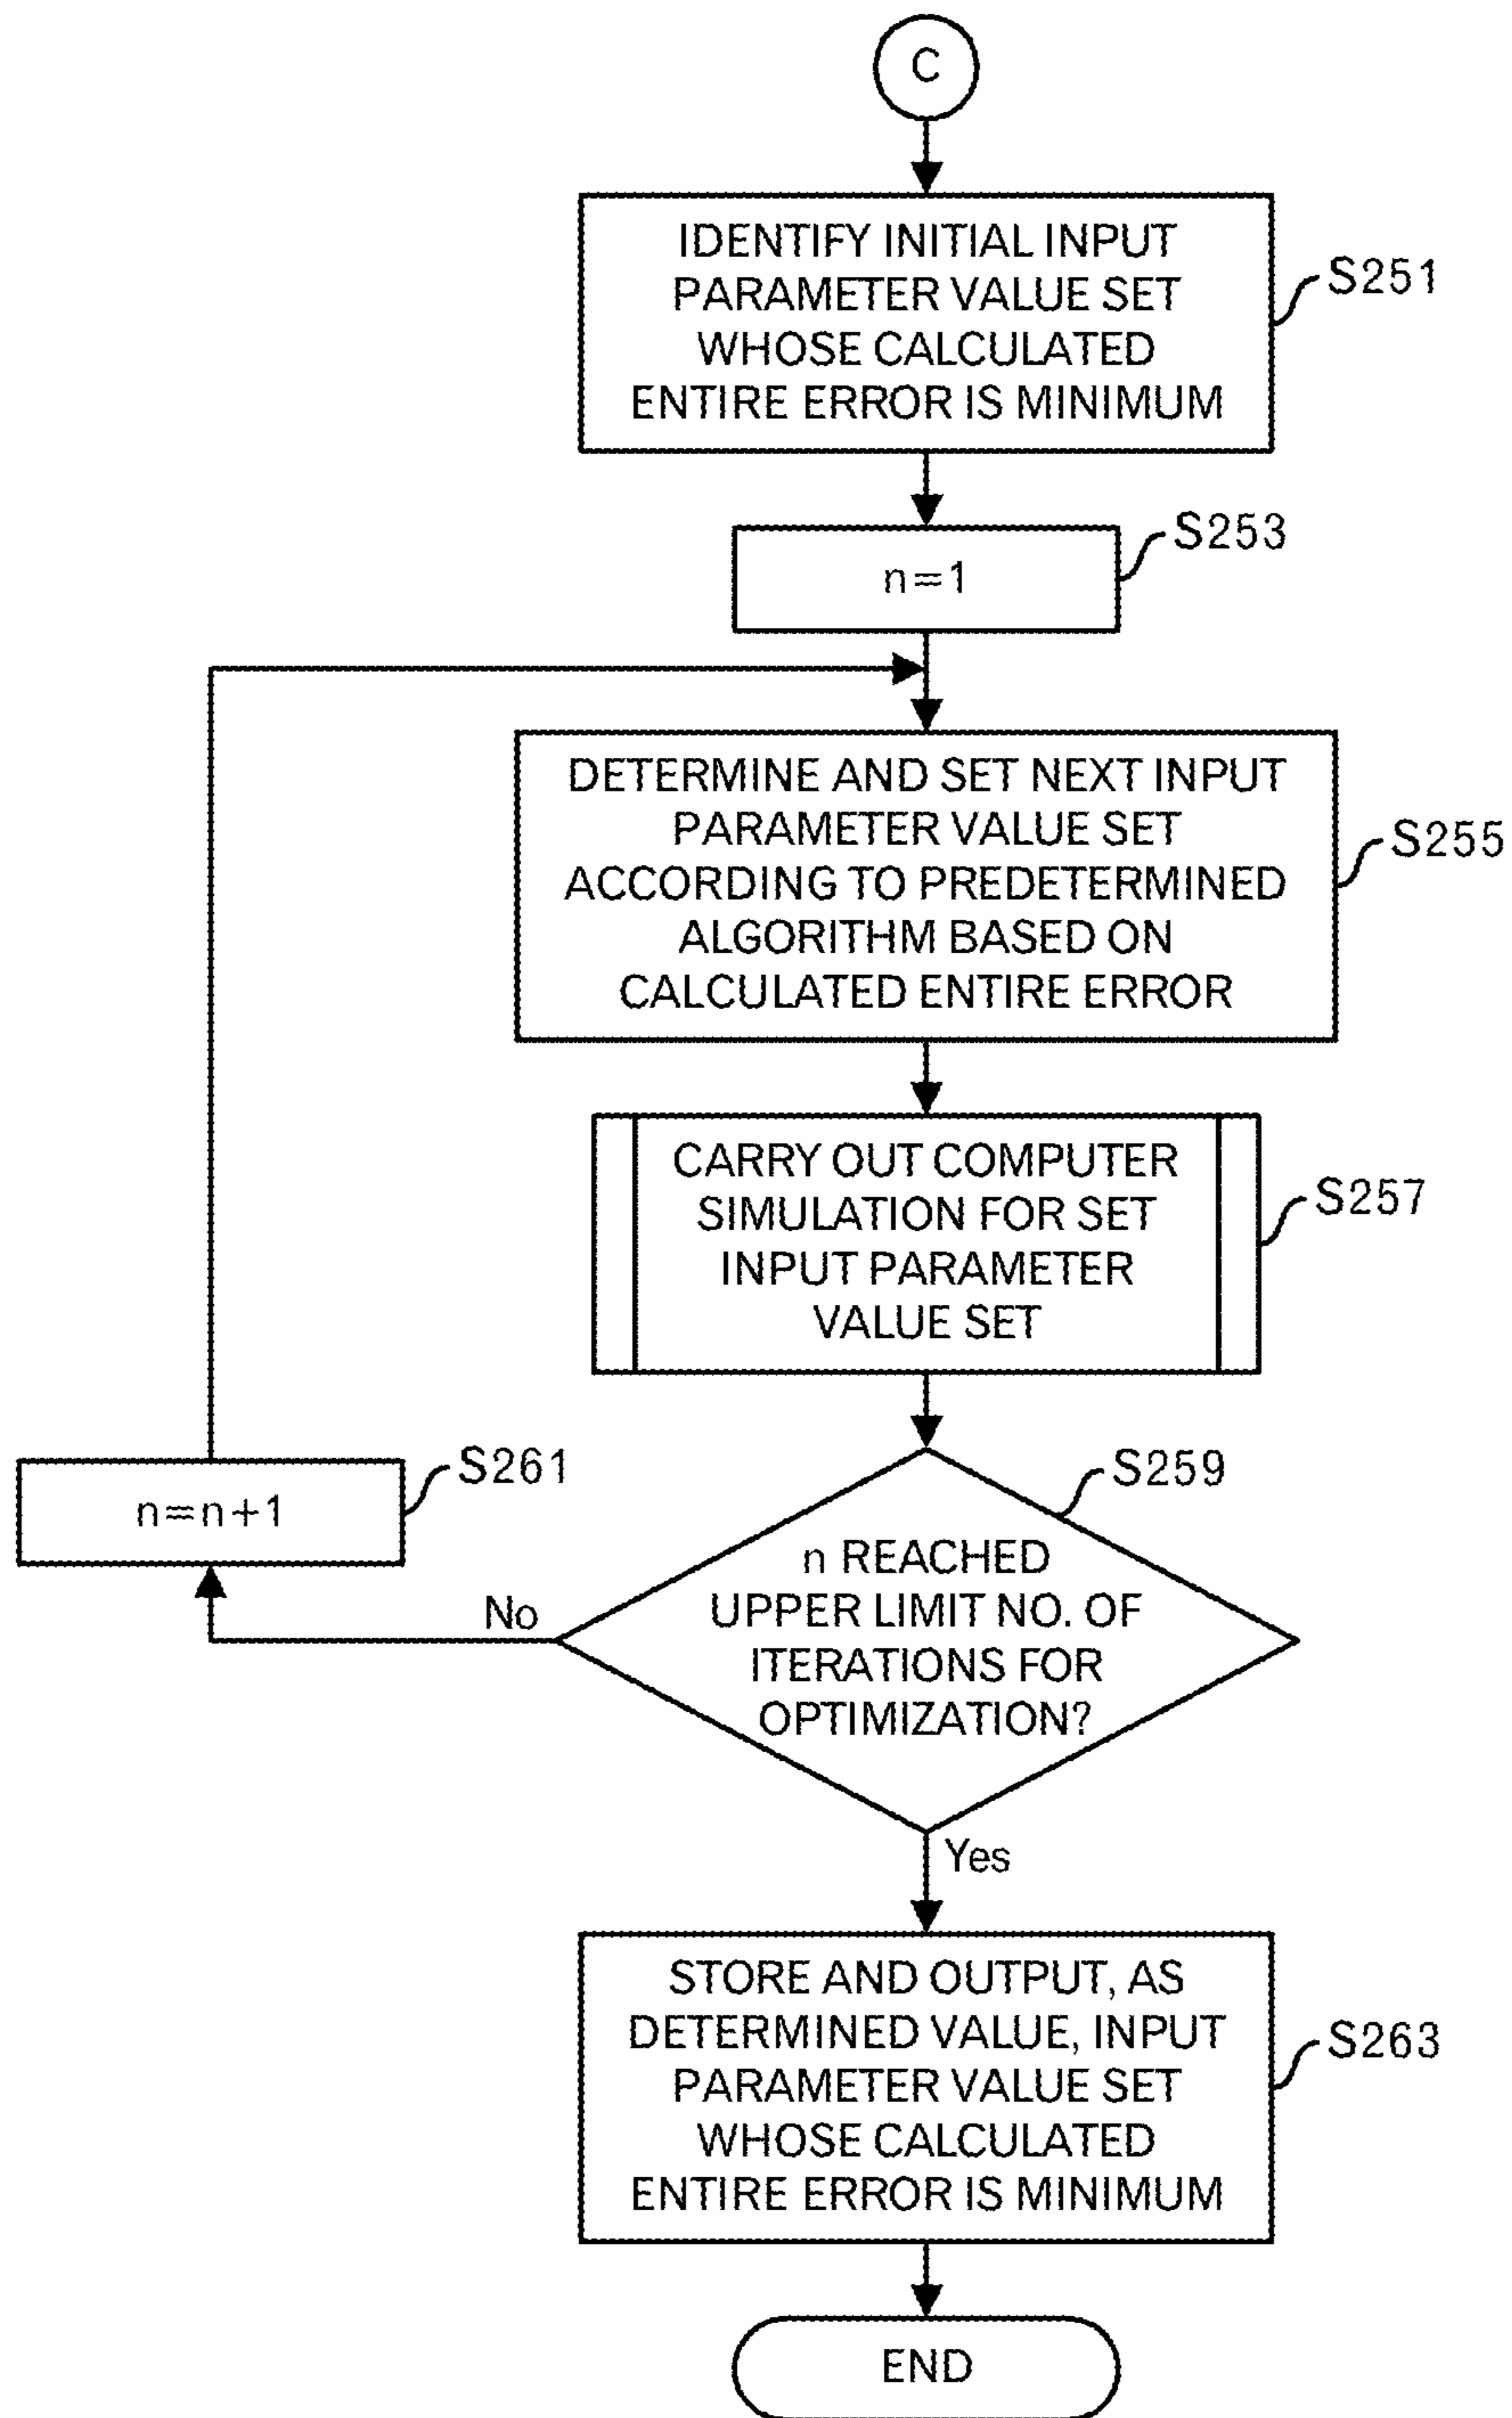 C
IDENTIFY INITIAL INPUT
PARAMETER VALUE SET
WHOSE CALCULATED
ENTIRE ERROR IS MINIMUM
S251
n=1
S253
DETERMINE AND SET NEXT INPUT
PARAMETER VALUE SET
ACCORDING TO PREDETERMINED
ALGORITHM BASED ON
CALCULATED ENTIRE ERROR
S255
CARRY OUT COMPUTER
SIMULATION FOR SET
INPUT PARAMETER
VALUE SET
S257
n REACHED
UPPER LIMIT NO. OF
ITERATIONS FOR
OPTIMIZATION?
S259
No
n=n+1
S261
Yes
STORE AND OUTPUT, AS
DETERMINED VALUE, INPUT
PARAMETER VALUE SET
WHOSE CALCULATED
ENTIRE ERROR IS MINIMUM
S263
END